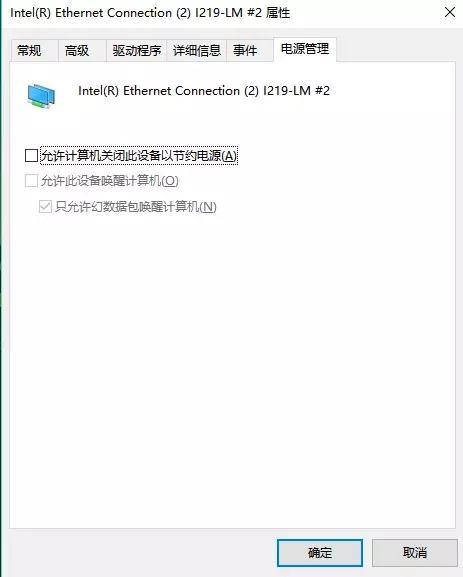 Intel(R) Ethernet Connection (2) I219-LM #2 属性
常规 高级 驱动程序 详细信息 事件 电源管理
Intel(R) Ethernet Connection (2) I219-LM #2
允许计算机关闭此设备以节约电源(A)
允许此设备唤醒计算机(O)
只允许幻数据包唤醒计算机(N)
确定 取消